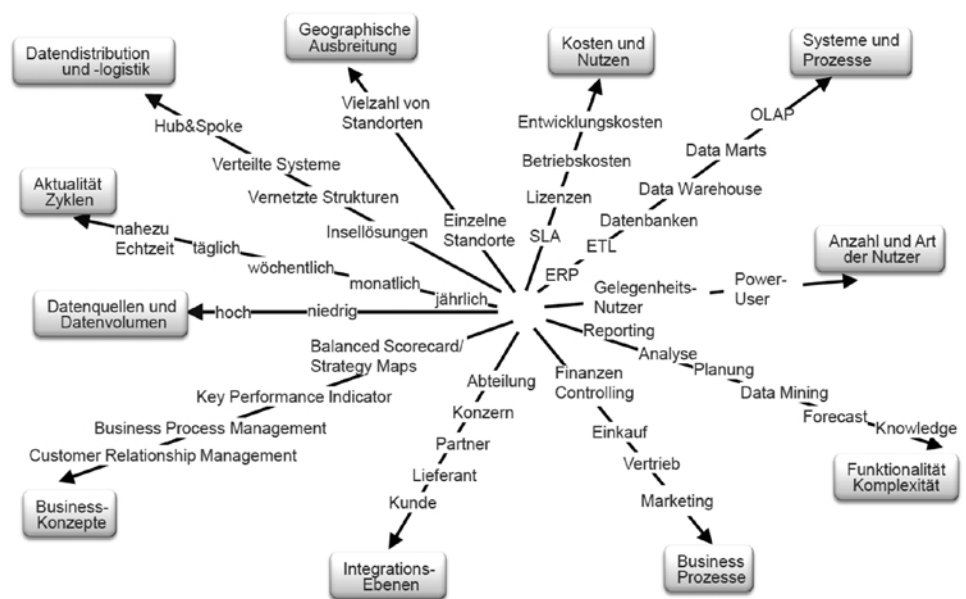 Datendistribution
und -logistik
Geographische
Ausbreitung
Kosten und
Nutzen
Systeme und
Prozesse
Hub&Spoke
Verteilte Systeme
Vernetzte Strukturen
Insellösungen
Vielzahl von
Standorten
Einzelne
Standorte
Entwicklungskosten
Betriebskosten
Lizenzen
SLA
OLAP
Data Marts
Data Warehouse
Datenbanken
ETL
ERP
Aktualität
Zyklen
nahezu
Echtzeit
täglich
wöchentlich
monatlich
jährlich
Anzahl und Art
der Nutzer
Gelegenheits-
Nutzer
Power-
User
Datenquellen und
Datenvolumen
hoch
niedrig
Balanced Scorecard/
Strategy Maps
Key Performance Indicator
Business Process Management
Customer Relationship Management
Business-
Konzepte
Abteilung
Konzern
Partner
Lieferant
Kunde
Integrations-
Ebenen
Finanzen
Controlling
Einkauf
Vertrieb
Marketing
Business
Prozesse
Reporting
Analyse
Planung
Data Mining
Forecast
Knowledge
Funktionalität
Komplexität